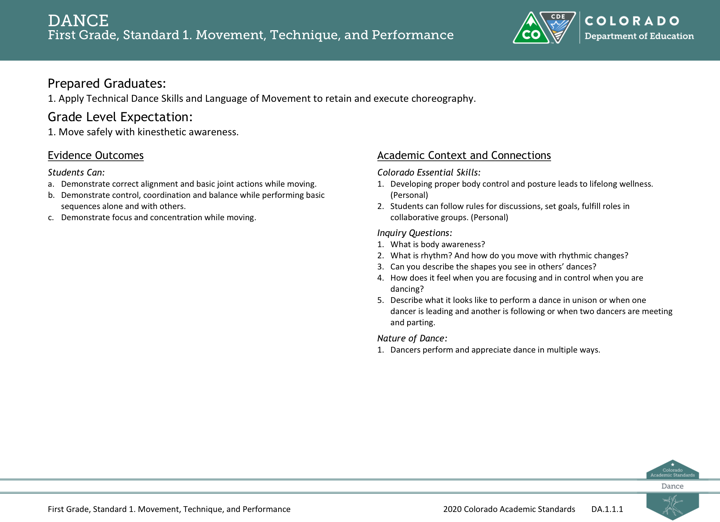 DANCE
First Grade, Standard 1. Movement, Technique, and Performance
CO
CDE
COLORADO
Department of Education
Prepared Graduates:
1. Apply Technical Dance Skills and Language of Movement to retain and execute choreography.
Grade Level Expectation:
1. Move safely with kinesthetic awareness.
Evidence Outcomes
Students Can:
a. Demonstrate correct alignment and basic joint actions while moving.
b. Demonstrate control, coordination and balance while performing basic
sequences alone and with others.
c. Demonstrate focus and concentration while moving.
Academic Context and Connections
Colorado Essential Skills:
1. Developing proper body control and posture leads to lifelong wellness.
(Personal)
2. Students can follow rules for discussions, set goals, fulfill roles in
collaborative groups. (Personal)
Inquiry Questions:
1. What is body awareness?
2. What is rhythm? And how do you move with rhythmic changes?
3. Can you describe the shapes you see in others' dances?
4. How does it feel when you are focusing and in control when you are
dancing?
5. Describe what it looks like to perform a dance in unison or when one
dancer is leading and another is following or when two dancers are meeting
and parting.
Nature of Dance:
1. Dancers perform and appreciate dance in multiple ways.
Colorado
Academic Standards
Dance
First Grade, Standard 1. Movement, Technique, and Performance
2020 Colorado Academic Standards DA.1.1.1